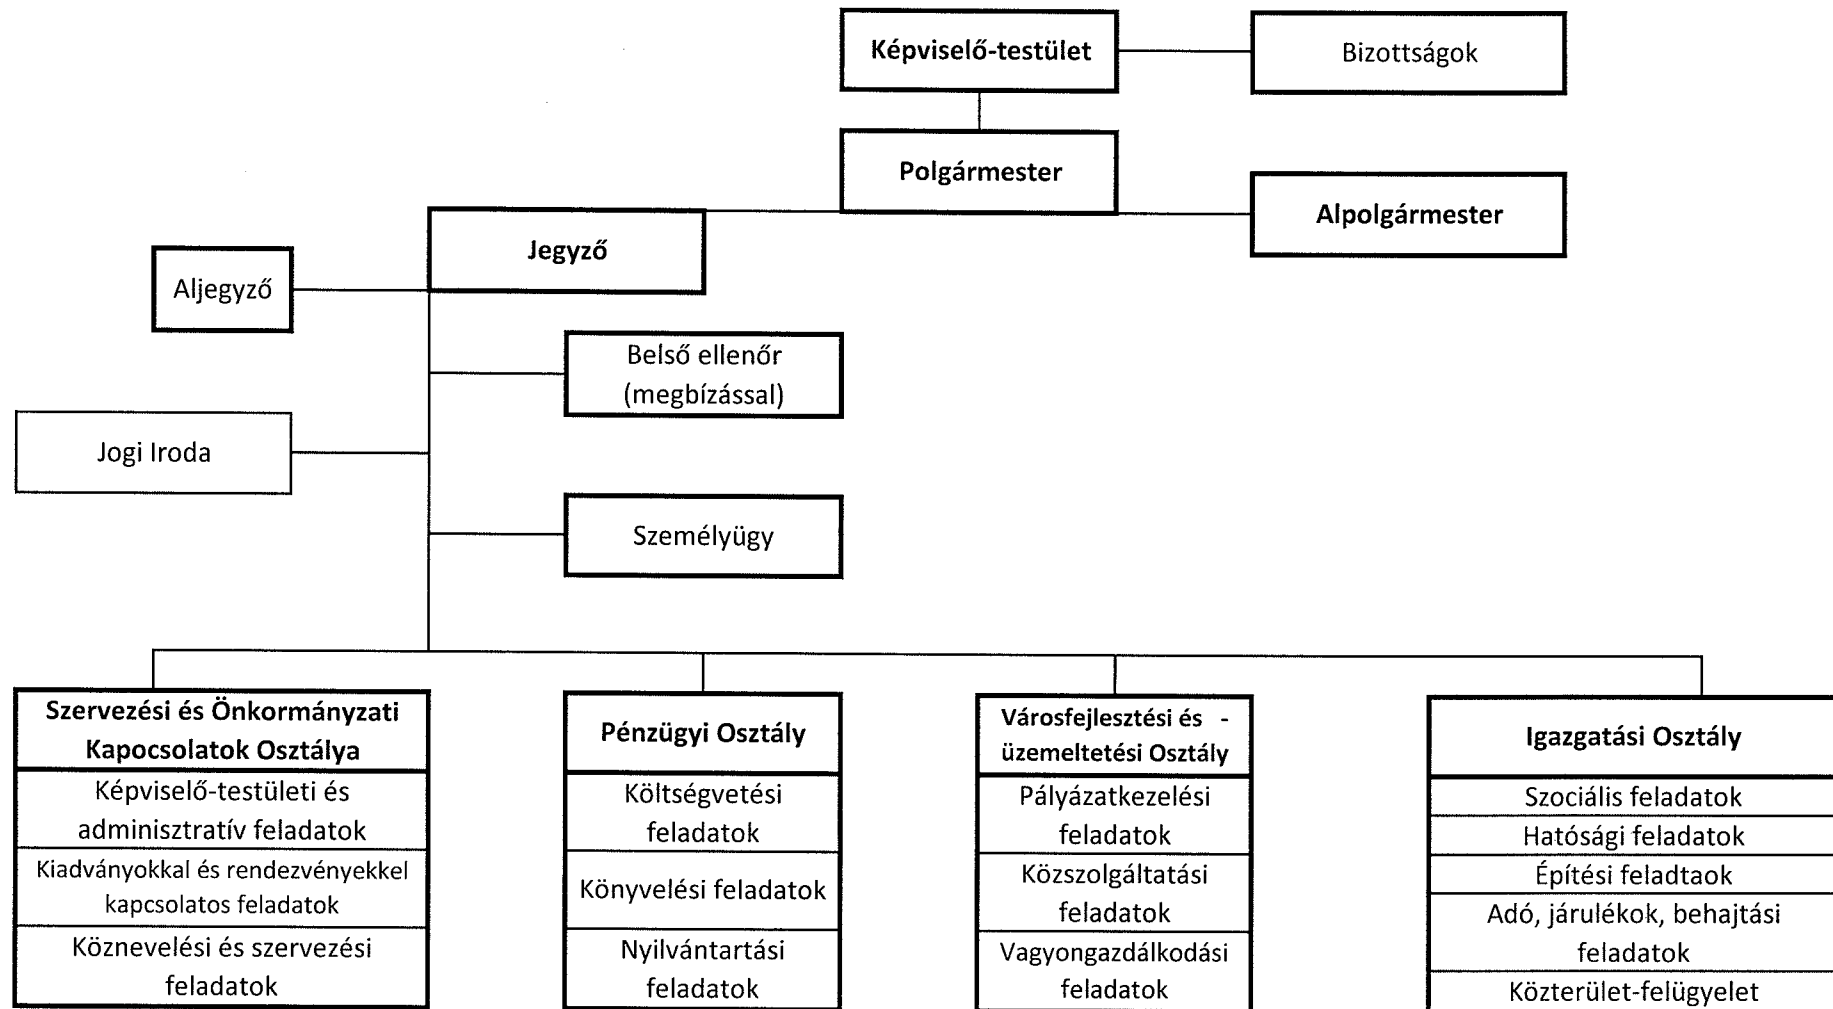 Képviselő-testület
Bizottságok
Polgármester
Alpolgármester
Jegyző
Aljegyző
Belső ellenőr
(megbízással)
Jogi Iroda
Személyügy
Szervezési és Önkormányzati
Kapocsolatok Osztálya
Képviselő-testületi és
adminisztratív feladatok
Kiadványokkal és rendezvényekkel
kapcsolatos feladatok
Köznevelési és szervezési
feladatok
Pénzügyi Osztály
Költségvetési
feladatok
Könyvelési feladatok
Nyilvántartási
feladatok
Városfejlesztési és -
üzemeltetési Osztály
Pályázatkezelési
feladatok
Közszolgáltatási
feladatok
Vagyongazdálkodási
feladatok
Igazgatási Osztály
Szociális feladatok
Hatósági feladatok
Építési feladtaok
Adó, járulékok, behajtási
feladatok
Közterület-felügyelet